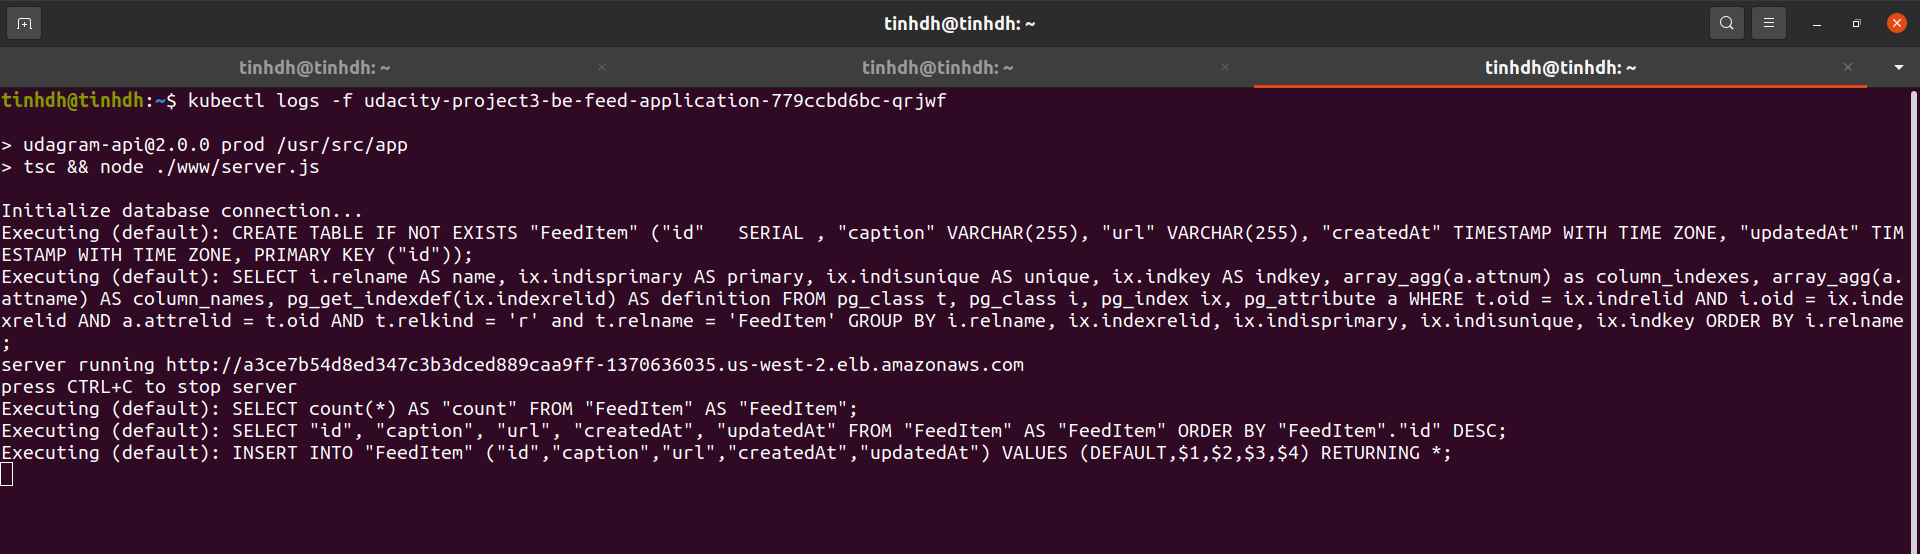 tinhdh@tinhdh: ~
tinhdh@tinhdh: ~
tinhdh@tinhdh: ~
tinhdh@tinhdh: ~
tinhdh@tinhdh:~$ kubectl logs -f udacity-project3-be-feed-application-779ccbd6bc-qrjwf
> udagram-api@2.0.0 prod /usr/src/app
> tsc && node ./www/server.js
Initialize database connection...
Executing (default): CREATE TABLE IF NOT EXISTS "FeedItem" ("id"   SERIAL , "caption" VARCHAR(255), "url" VARCHAR(255), "createdAt" TIMESTAMP WITH TIME ZONE, "updatedAt" TIM
ESTAMP WITH TIME ZONE, PRIMARY KEY ("id"));
Executing (default): SELECT i.relname AS name, ix.indisprimary AS primary, ix.indisunique AS unique, ix.indkey AS indkey, array_agg(a.attnum) as column_indexes, array_agg(a.
attname) AS column_names, pg_get_indexdef(ix.indexrelid) AS definition FROM pg_class t, pg_class i, pg_index ix, pg_attribute a WHERE t.oid = ix.indrelid AND i.oid = ix.inde
xrelid AND a.attrelid = t.oid AND t.relkind = 'r' and t.relname = 'FeedItem' GROUP BY i.relname, ix.indexrelid, ix.indisprimary, ix.indisunique, ix.indkey ORDER BY i.relname
;
server running http://a3ce7b54d8ed347c3b3dced889caa9ff-1370636035.us-west-2.elb.amazonaws.com
press CTRL+C to stop server
Executing (default): SELECT count(*) AS "count" FROM "FeedItem" AS "FeedItem";
Executing (default): SELECT "id", "caption", "url", "createdAt", "updatedAt" FROM "FeedItem" AS "FeedItem" ORDER BY "FeedItem"."id" DESC;
Executing (default): INSERT INTO "FeedItem" ("id","caption","url","createdAt","updatedAt") VALUES (DEFAULT,$1,$2,$3,$4) RETURNING *;